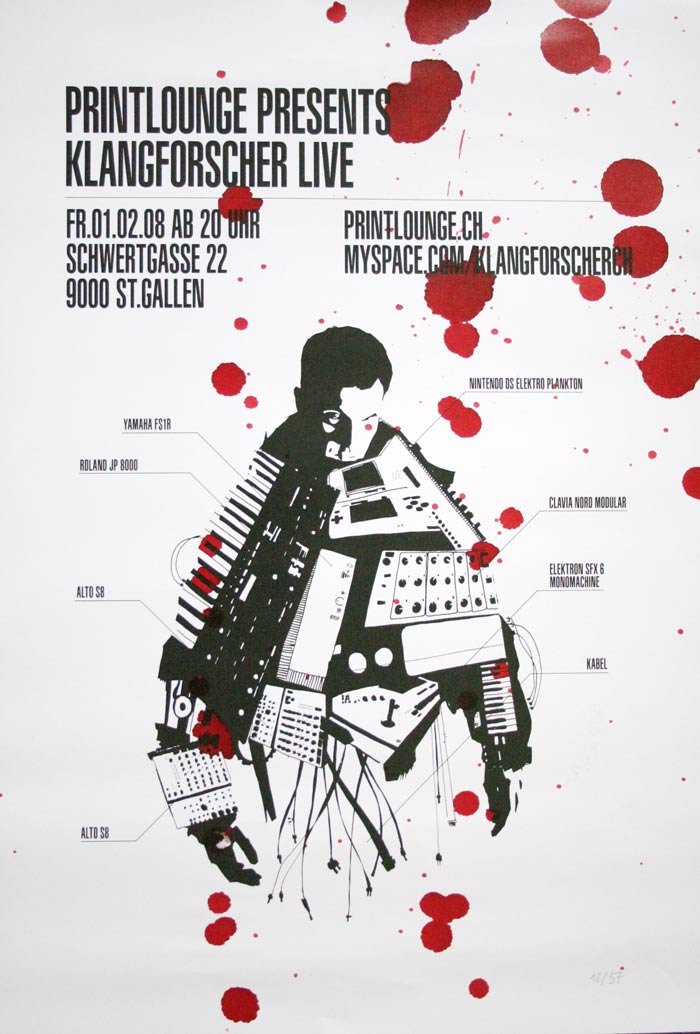 PRINTLOUNGE PRESENTS
KLANGFORSCHER LIVE
FR.01.02.08 AB 20 UHR
SCHWERTGASSE 22
9000 ST.GALLEN
PRINTLOUNGE.CH
MYSPACE.COM/KLANGFORSCHERCH
NINTENDO DS ELEKTRO PLANKTON
YAMAHA FS1R
ROLAND JP 8000
CLAVIA NORD MODULAR
ELEKTRON SFX 6
MONOMACHINE
ALTO S8
KABEL
ALTO S8
12/57